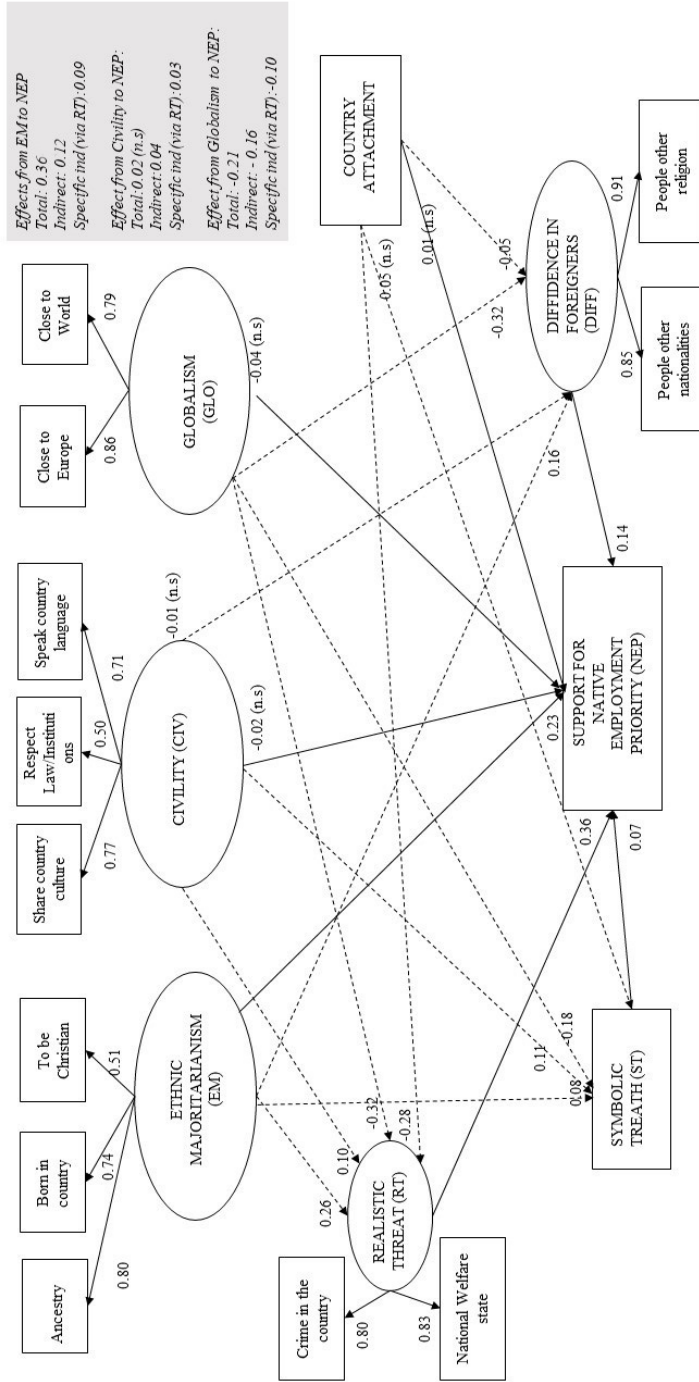 Ancestry
Born in
country
To be
Christian
0.80
0.74
0.51
ETHNIC
MAJORITARIANISM
(EM)
Share country
culture
Respect
Law/Instituti
ons
Speak country
language
0.77
0.50
0.71
CIVILITY (CIV)
-0.01 (n.s)
-0.02 (n.s)
Close to
Europe
Close to
World
0.86
0.79
GLOBALISM
(GLO)
-0.04 (n.s)
Effects from EM to NEP
Total: 0.36
Indirect: 0.12
Specific ind (via RT): 0.09
Effect from Civility to NEP:
Total: 0.02 (n.s)
Indirect: 0.04
Specific ind (via RT): 0.03
Effect from Globalism to NEP:
Total: -0.21
Indirect: - 0.16
Specific ind (via RT): -0.10
COUNTRY
ATTACHMENT
-0.05 (n.s)
0.01 (n.s)
-0.05
-0.32
0.16
Crime in the
country
National Welfare
state
0.80
0.83
REALISTIC
THREAT (RT)
0.26
0.10
-0.32
-0.28
SYMBOLIC
TREATH (ST)
0.08
0.11
-0.18
SUPPORT FOR
NATIVE
EMPLOYMENT
PRIORITY (NEP)
0.36
0.07
0.23
0.14
DIFFIDENCE IN
FOREIGNERS
(DIFF)
0.85
0.91
People other
nationalities
People other
religion